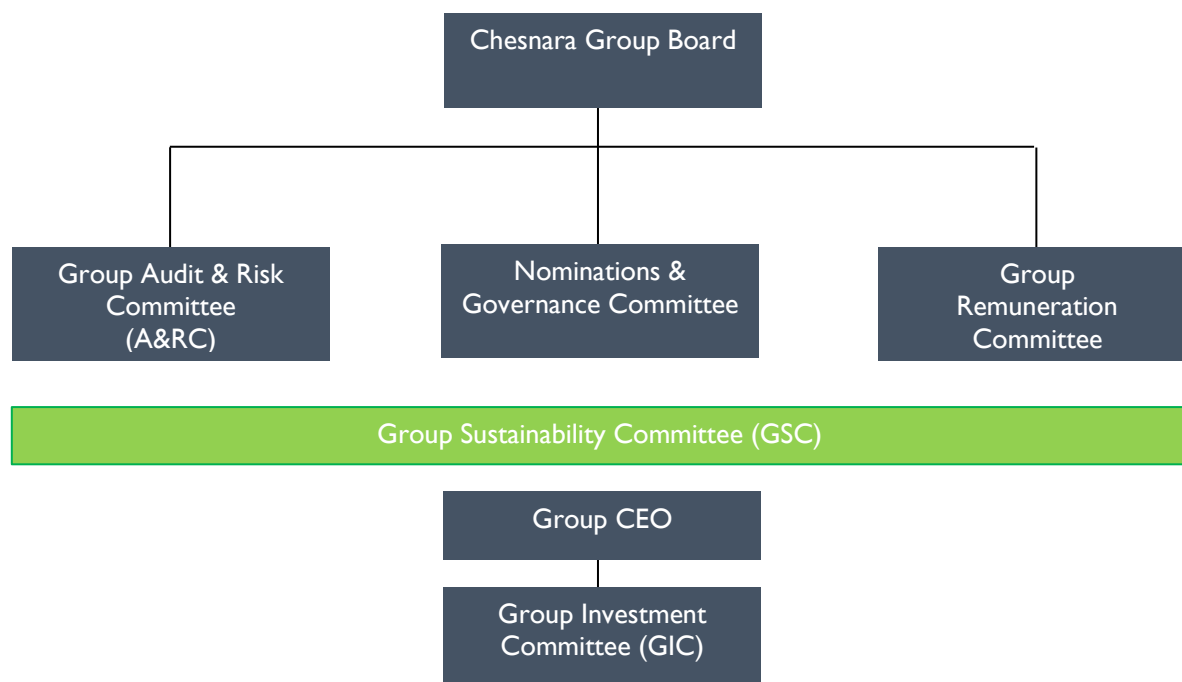 Chesnara Group Board
Group Audit & Risk
Committee
(A&RC)
Nominations &
Governance Committee
Group
Remuneration
Committee
Group Sustainability Committee (GSC)
Group CEO
Group Investment
Committee (GIC)